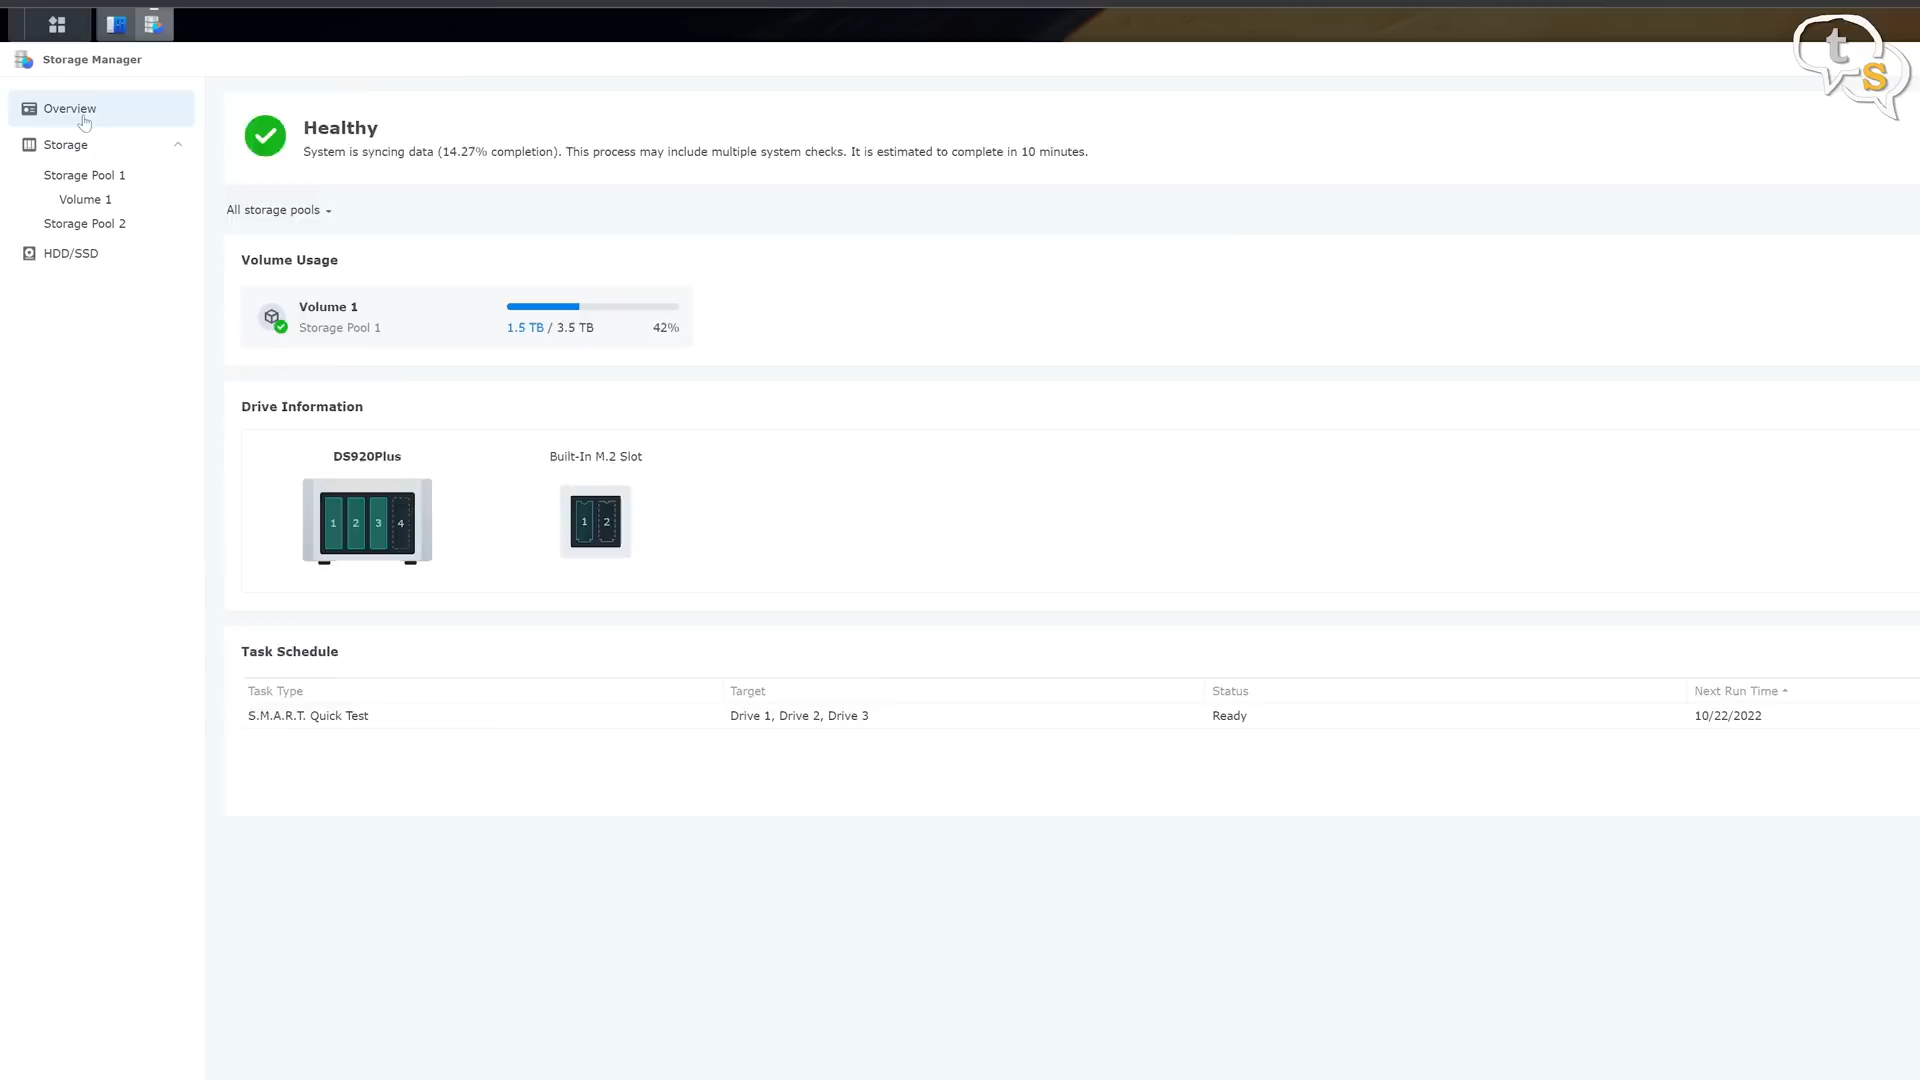 t
s
Storage Manager
Overview
Storage
Storage Pool 1
Volume 1
Storage Pool 2
HDD/SSD
Healthy
System is syncing data (14.27% completion). This process may include multiple system checks. It is estimated to complete in 10 minutes.
All storage pools
Volume Usage
Volume 1
Storage Pool 1
1.5 TB / 3.5 TB 42%
Drive Information
DS920Plus
1 2 3 4
Built-In M.2 Slot
1 2
Task Schedule
Task Type Target Status Next Run Time
S.M.A.R.T. Quick Test Drive 1, Drive 2, Drive 3 Ready 10/22/2022